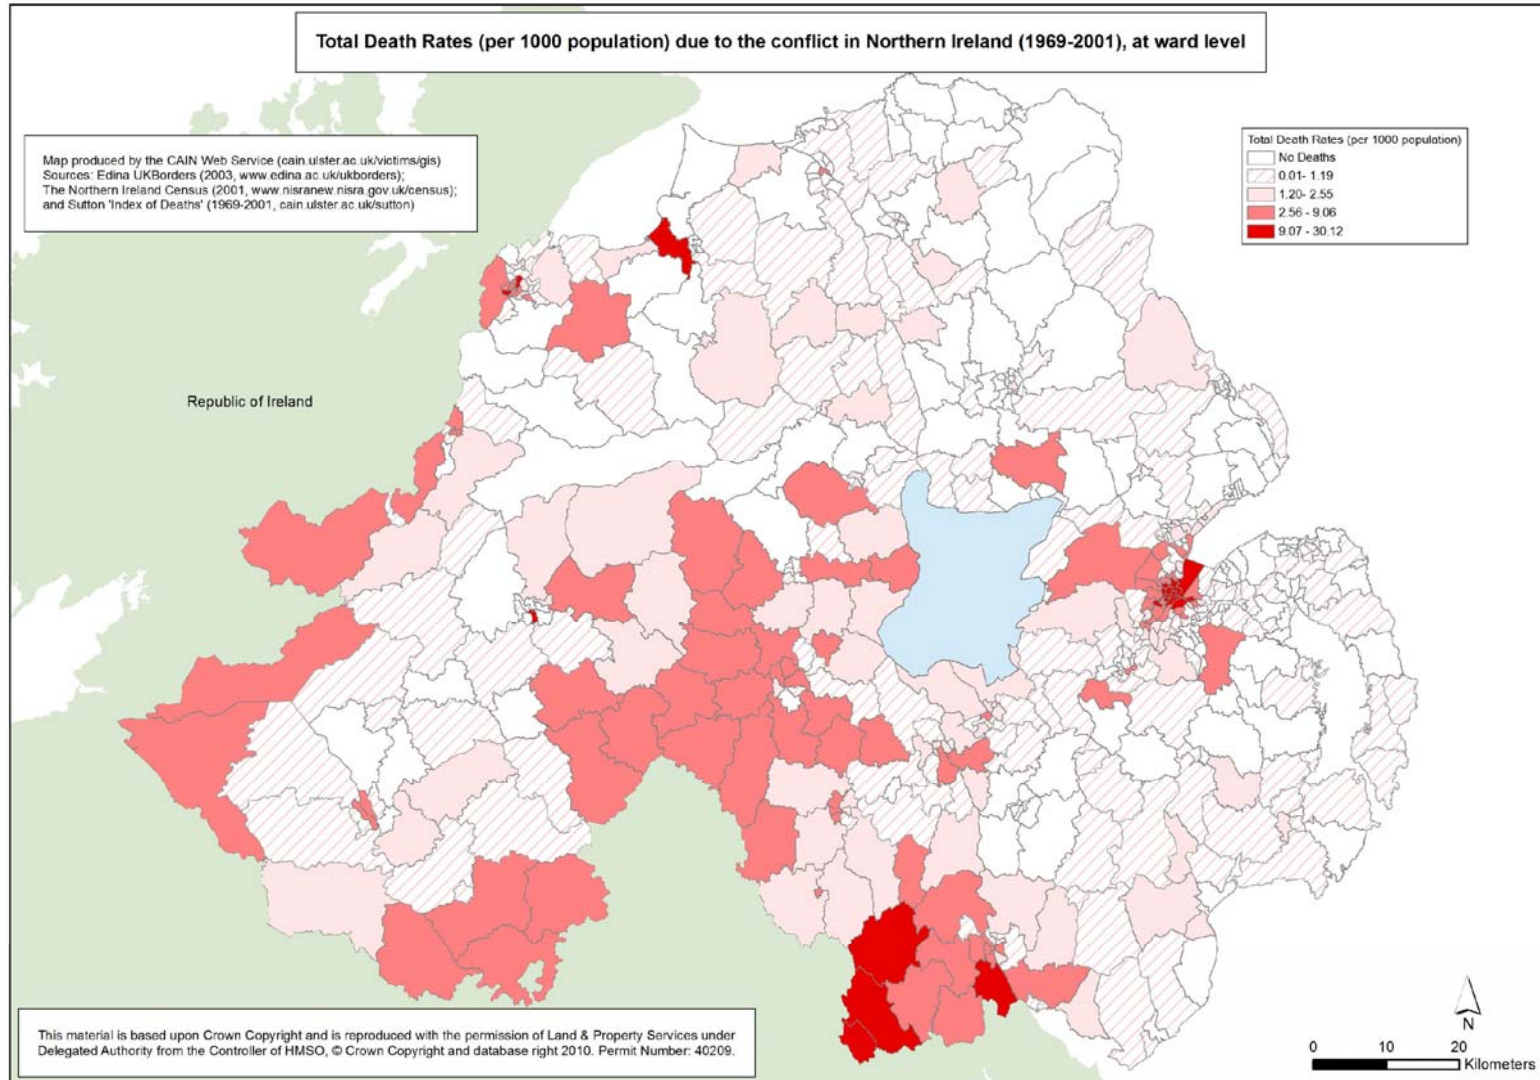 Total Death Rates (per 1000 population) due to the conflict in Northern Ireland (1969-2001), at ward level
Map produced by the CAIN Web Service (cain.ulster.ac.uk/victims/gis)
Sources: Edina UKBorders (2003, www.edina.ac.uk/ukborders);
The Northern Ireland Census (2001, www.nisranew.nisra.gov.uk/census);
and Sutton 'Index of Deaths' (1969-2001, cain.ulster.ac.uk/sutton)
Total Death Rates (per 1000 population)
No Deaths
0.01- 1.19
1.20- 2.55
2.56 - 9.06
9.07 - 30.12
Republic of Ireland
This material is based upon Crown Copyright and is reproduced with the permission of Land & Property Services under
Delegated Authority from the Controller of HMSO, © Crown Copyright and database right 2010. Permit Number: 40209.
N
0 10 20
Kilometers